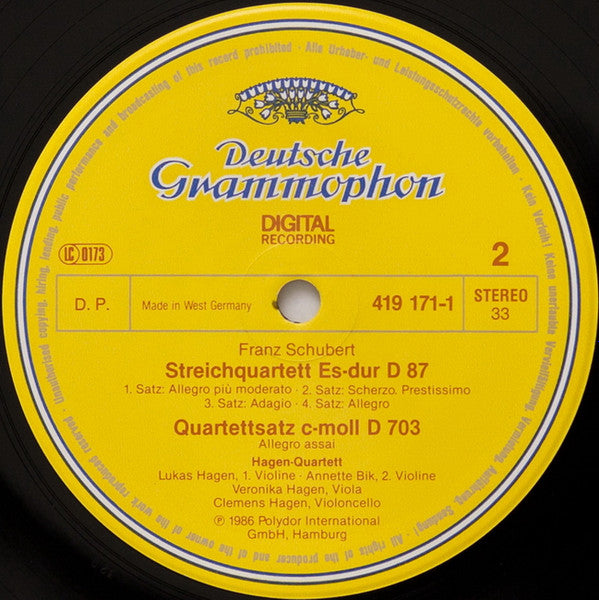 Deutsche
Grammophon
DIGITAL
RECORDING
LC 0173
2
D. P.
Made in West Germany
419 171-1
STEREO
33
Franz Schubert
Streichquartett Es-dur D 87
1. Satz: Allegro più moderato · 2. Satz: Scherzo. Prestissimo
3. Satz: Adagio · 4. Satz: Allegro
Quartettsatz c-moll D 703
Allegro assai
Hagen-Quartett
Lukas Hagen, 1. Violine · Annette Bik, 2. Violine
Veronika Hagen, Viola
Clemens Hagen, Violoncello
℗ 1986 Polydor International
GmbH, Hamburg
Alle Urheber- und Leistungsschutzrechte vorbehalten · Kein Verleih! Keine unerlaubte Vervielfältigung, Vermietung, Aufführung, Sendung! · All rights of the producer and of the owner of the work reproduced reserved · Unauthorised copying, hiring, lending, public performance and broadcasting of this record prohibited ·